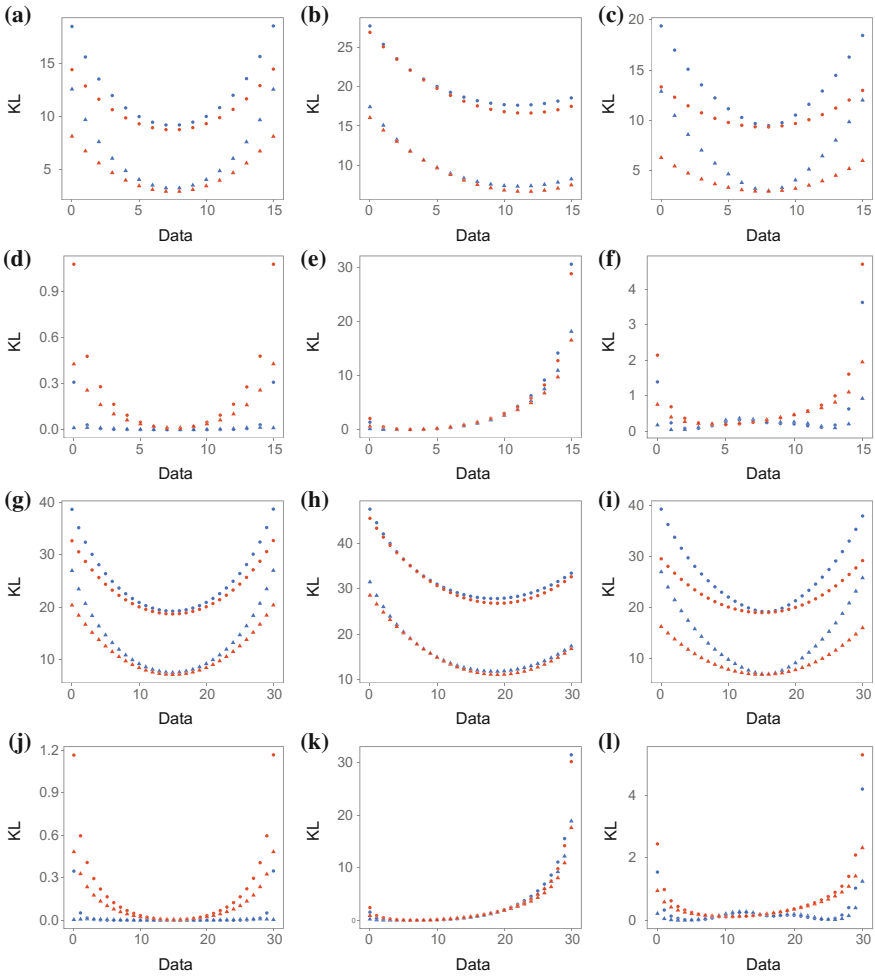 (a) (b) (c)
KL KL KL
15 10 5
25 20 15 10
20 15 10 5
0 5 10 15
0 5 10 15
0 5 10 15
Data Data Data
(d) (e) (f)
KL KL KL
0.9 0.6 0.3 0.0
30 20 10 0
4 3 2 1 0
0 5 10 15
0 5 10 15
0 5 10 15
Data Data Data
(g) (h) (i)
KL KL KL
40 30 20 10
40 30 20 10
40 30 20 10
0 10 20 30
0 10 20 30
0 10 20 30
Data Data Data
(j) (k) (l)
KL KL KL
1.2 0.9 0.6 0.3 0.0
30 20 10 0
4 2 0
0 10 20 30
0 10 20 30
0 10 20 30
Data Data Data